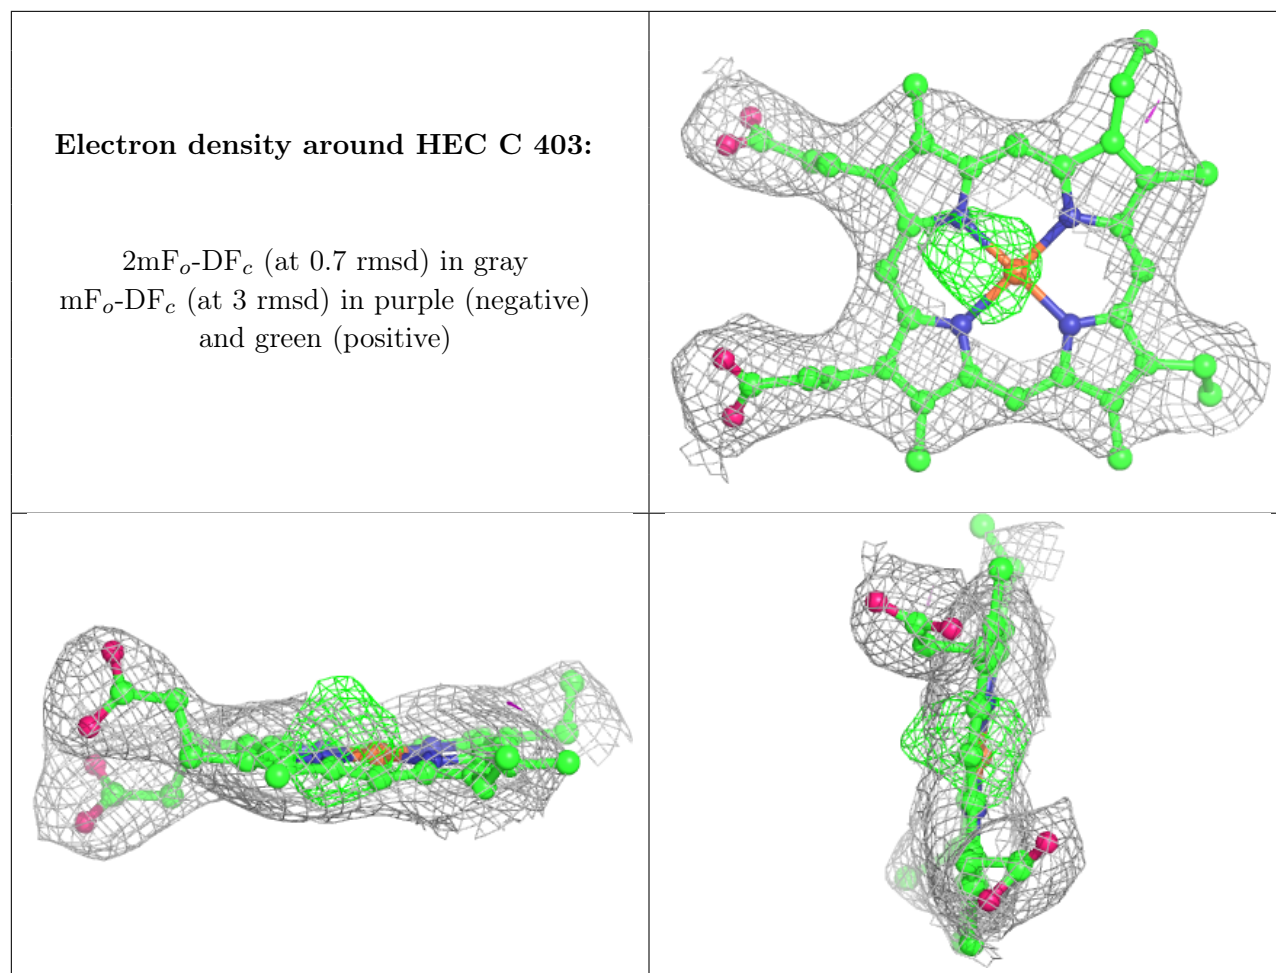 Electron density around HEC C 403:
2mFo-DFc (at 0.7 rmsd) in gray
mFo-DFc (at 3 rmsd) in purple (negative)
and green (positive)